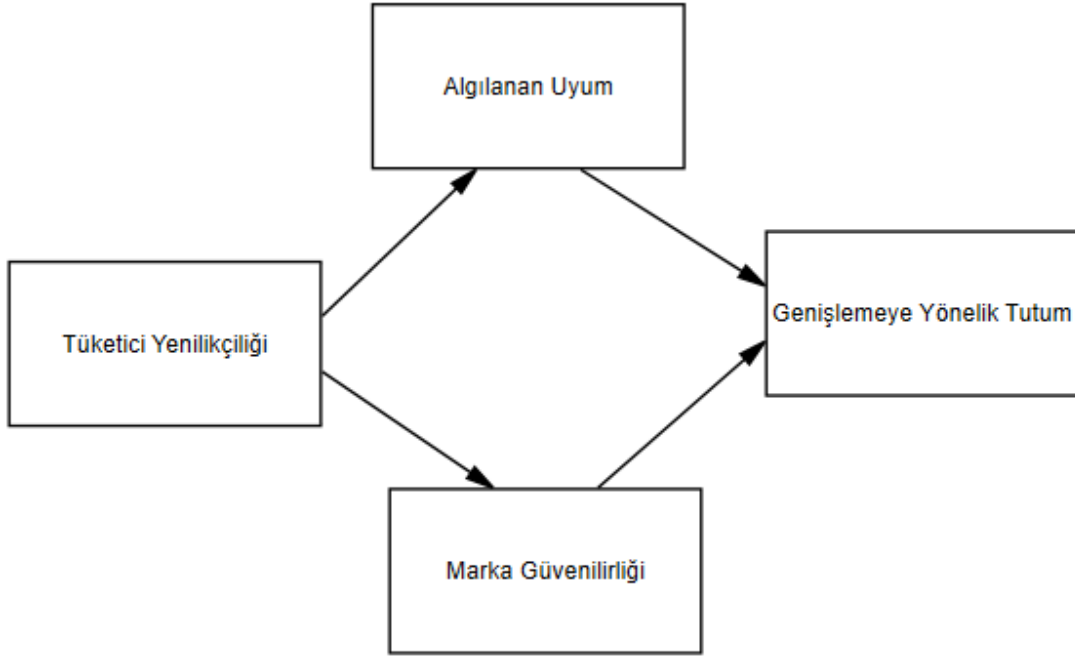 Algılanan Uyum
Tüketici Yenilikçiliği
Genişlemeye Yönelik Tutum
Marka Güvenilirliği